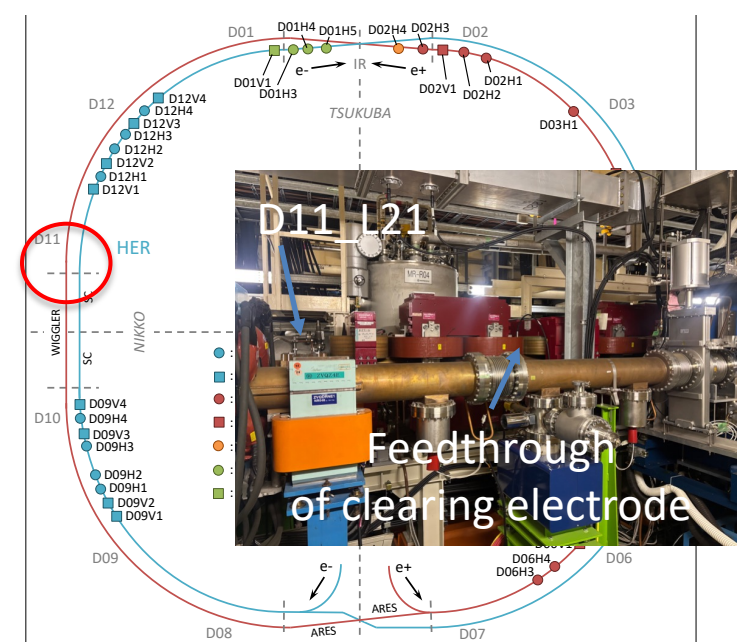 D01
D01H4
D01H5
D02H4
D02H3
D02
D01V1
D01H3
e-
IR
e+
D02V1
D02H2
D02H1
TSUKUBA
D03
D03H1
D12
D12V4
D12H4
D12V3
D12H3
D12H2
D12V2
D12H1
D12V1
D11
HER
SC
WIGGLER
NIKKO
SC
D11_L21
MR-R04
Feedthrough
of clearing electrode
:
:
:
:
:
:
:
D10
D09V4
D09H4
D09V3
D09H3
D09H2
D09H1
D09V2
D09V1
D09
D06H4
D06H3
D06
e-
e+
ARES
ARES
D08
D07